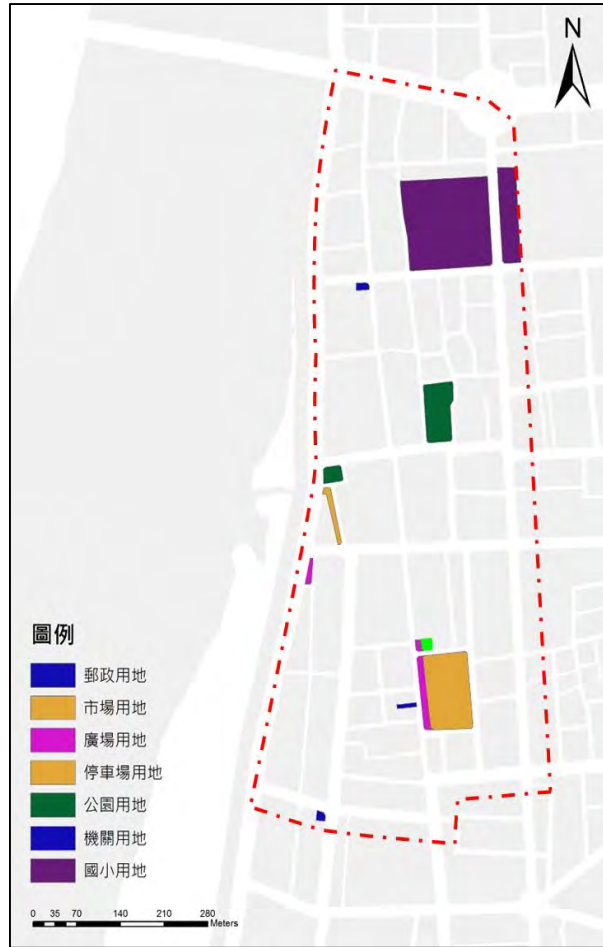 N
圖例
郵政用地
市場用地
廣場用地
停車場用地
公園用地
機關用地
國小用地
0 35 70 140 210 280
Meters